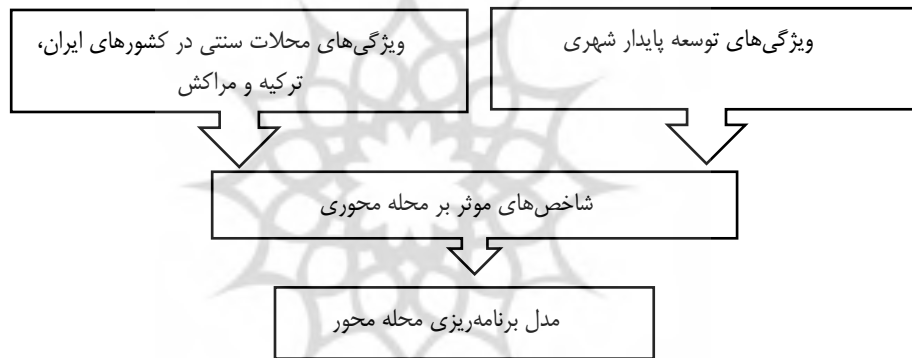 ویژگی‌های توسعه پایدار شهری
ویژگی‌های محلات سنتی در کشورهای ایران،
ترکیه و مراکش
شاخص‌های موثر بر محله محوری
مدل برنامه‌ریزی محله محور